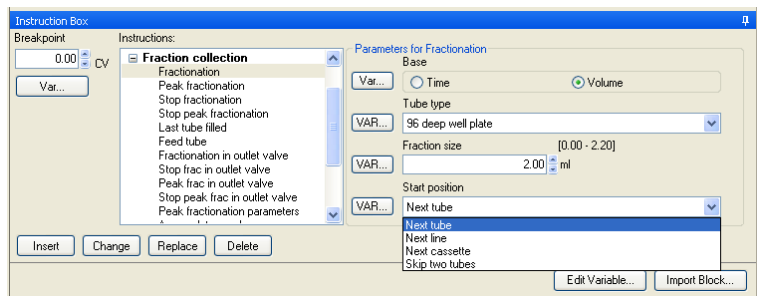 Instruction Box
Breakpoint
0.00 CV
Var...
Instructions:
Fraction collection
Fractionation
Peak fractionation
Stop fractionation
Stop peak fractionation
Last tube filled
Feed tube
Fractionation in outlet valve
Stop frac in outlet valve
Peak frac in outlet valve
Stop peak frac in outlet valve
Peak fractionation parameters
Parameters for Fractionation
Base
Var... Time Volume
Tube type
VAR... 96 deep well plate
Fraction size [0.00 - 2.20]
VAR... 2.00 ml
Start position
VAR... Next tube
Next tube
Next line
Next cassette
Skip two tubes
Insert Change Replace Delete
Edit Variable... Import Block...